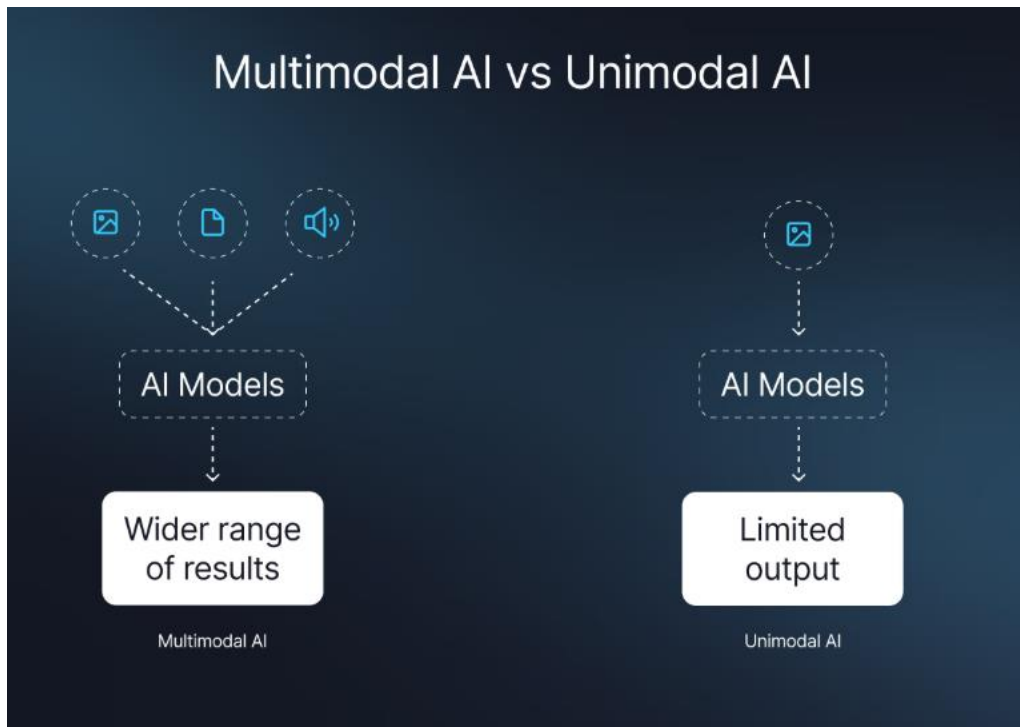 Multimodal AI vs Unimodal AI
AI Models
Wider range
of results
Multimodal AI
AI Models
Limited
output
Unimodal AI